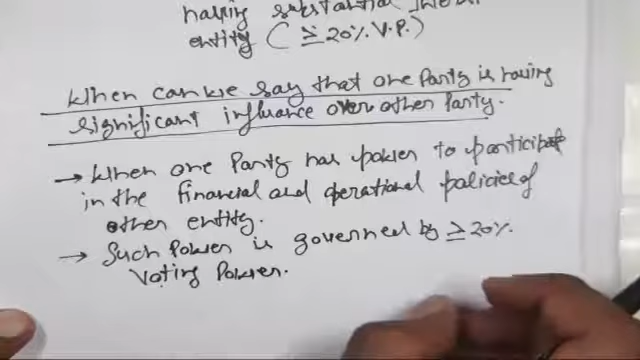 having substantial
entity ( ≥ 20% V.P.)
When can we say that one Party is having
significant influence over other Party.
→ When one Party has power to participate
in the financial and operational policies of
other entity.
→ Such Power is governed by ≥ 20%
Voting Power.